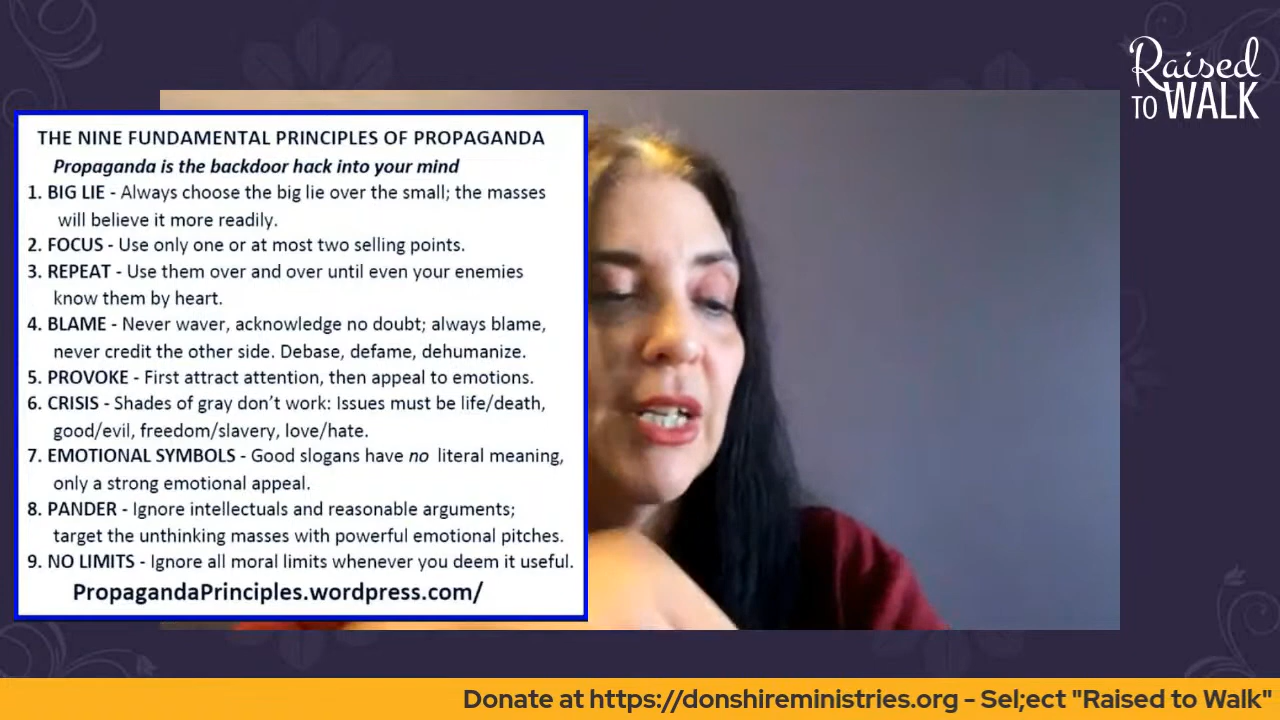 Raised
TO WALK
THE NINE FUNDAMENTAL PRINCIPLES OF PROPAGANDA
Propaganda is the backdoor hack into your mind
1. BIG LIE - Always choose the big lie over the small; the masses
will believe it more readily.
2. FOCUS - Use only one or at most two selling points.
3. REPEAT - Use them over and over until even your enemies
know them by heart.
4. BLAME - Never waver, acknowledge no doubt; always blame,
never credit the other side. Debase, defame, dehumanize.
5. PROVOKE - First attract attention, then appeal to emotions.
6. CRISIS - Shades of gray don’t work: Issues must be life/death,
good/evil, freedom/slavery, love/hate.
7. EMOTIONAL SYMBOLS - Good slogans have no literal meaning,
only a strong emotional appeal.
8. PANDER - Ignore intellectuals and reasonable arguments;
target the unthinking masses with powerful emotional pitches.
9. NO LIMITS - Ignore all moral limits whenever you deem it useful.
PropagandaPrinciples.wordpress.com/
Donate at https://donshireministries.org - Sel;ect "Raised to Walk"